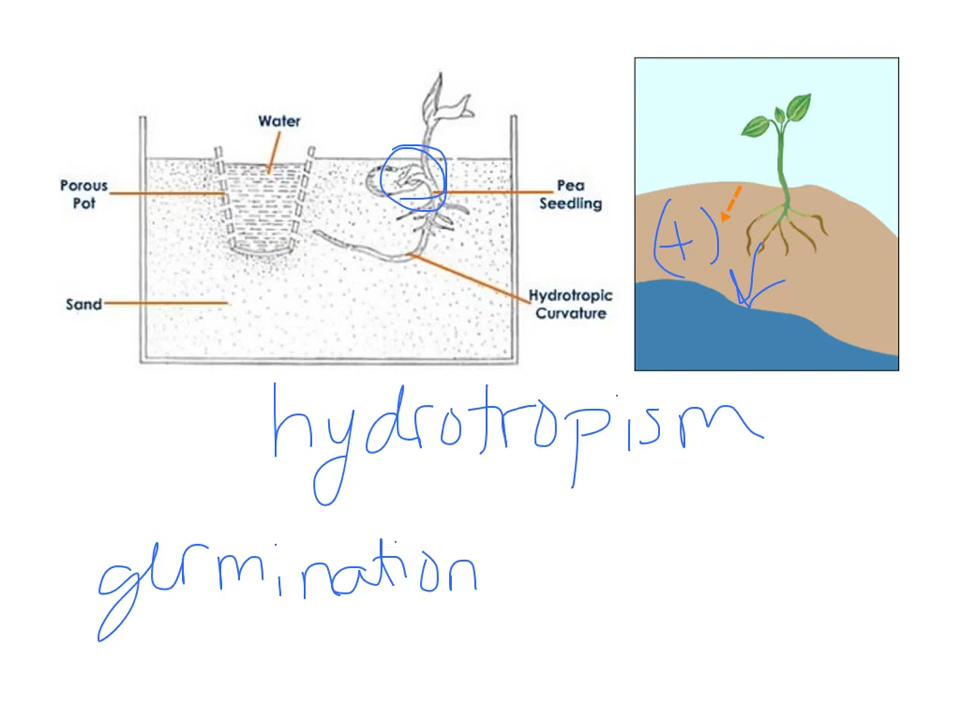 Water
Porous
Pot
Pea
Seedling
Sand
Hydrotropic
Curvature
(+)
hydrotropism
germination